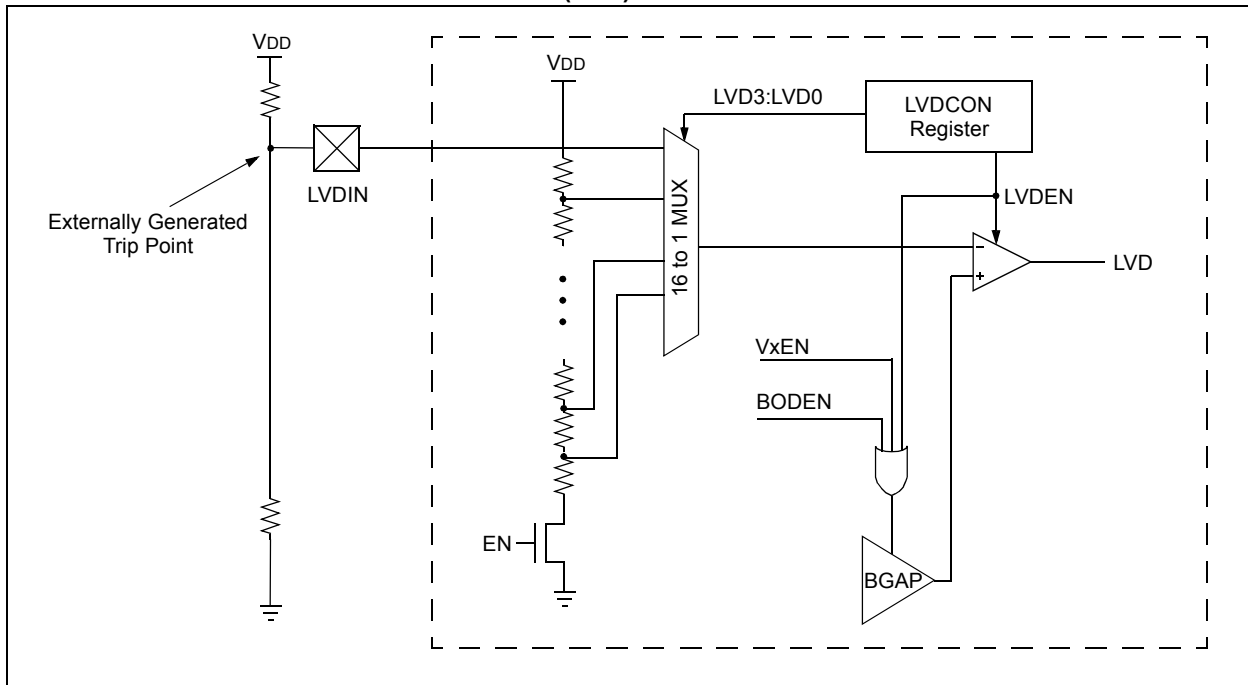 VDD
VDD
LVD3:LVD0
LVDCON
Register
LVDIN
Externally Generated
Trip Point
16 to 1 MUX
LVDEN
−
+
LVD
VxEN
BODEN
EN
BGAP